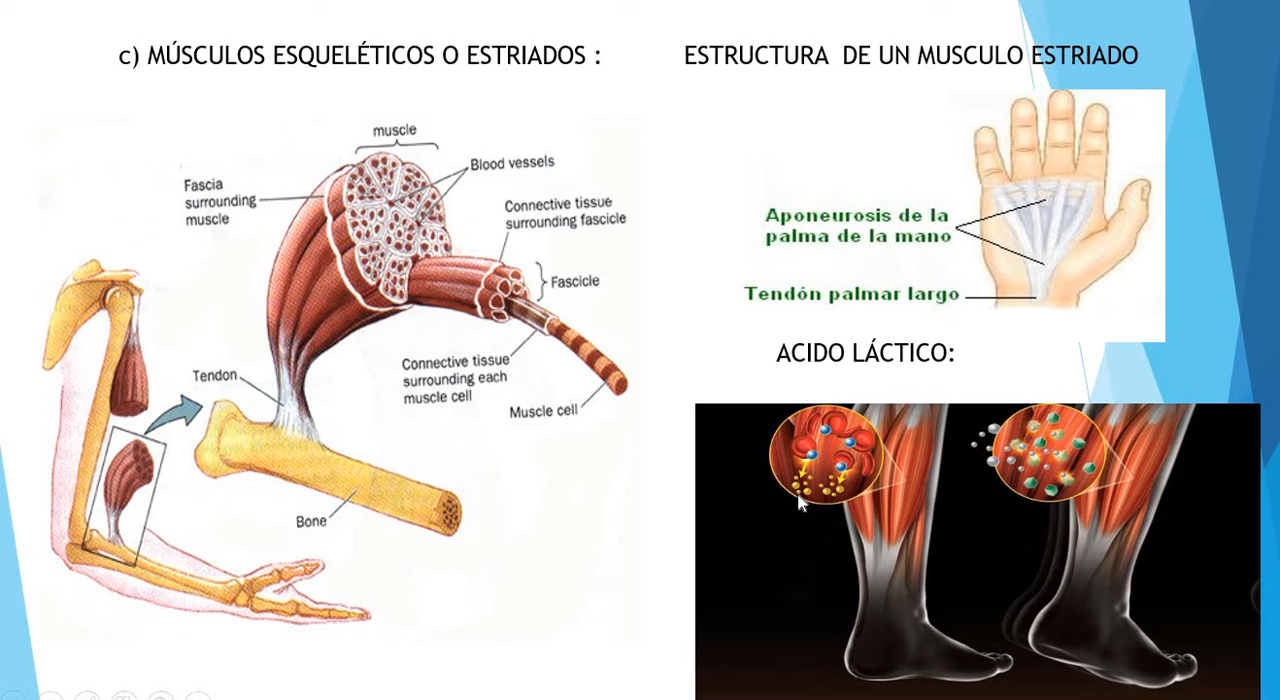 c) MÚSCULOS ESQUELÉTICOS O ESTRIADOS :
ESTRUCTURA DE UN MUSCULO ESTRIADO
muscle
Blood vessels
Fascia
surrounding
muscle
Connective tissue
surrounding fascicle
Fascicle
Connective tissue
surrounding each
muscle cell
Muscle cell
Tendon
Bone
Aponeurosis de la
palma de la mano
Tendón palmar largo
ACIDO LÁCTICO: